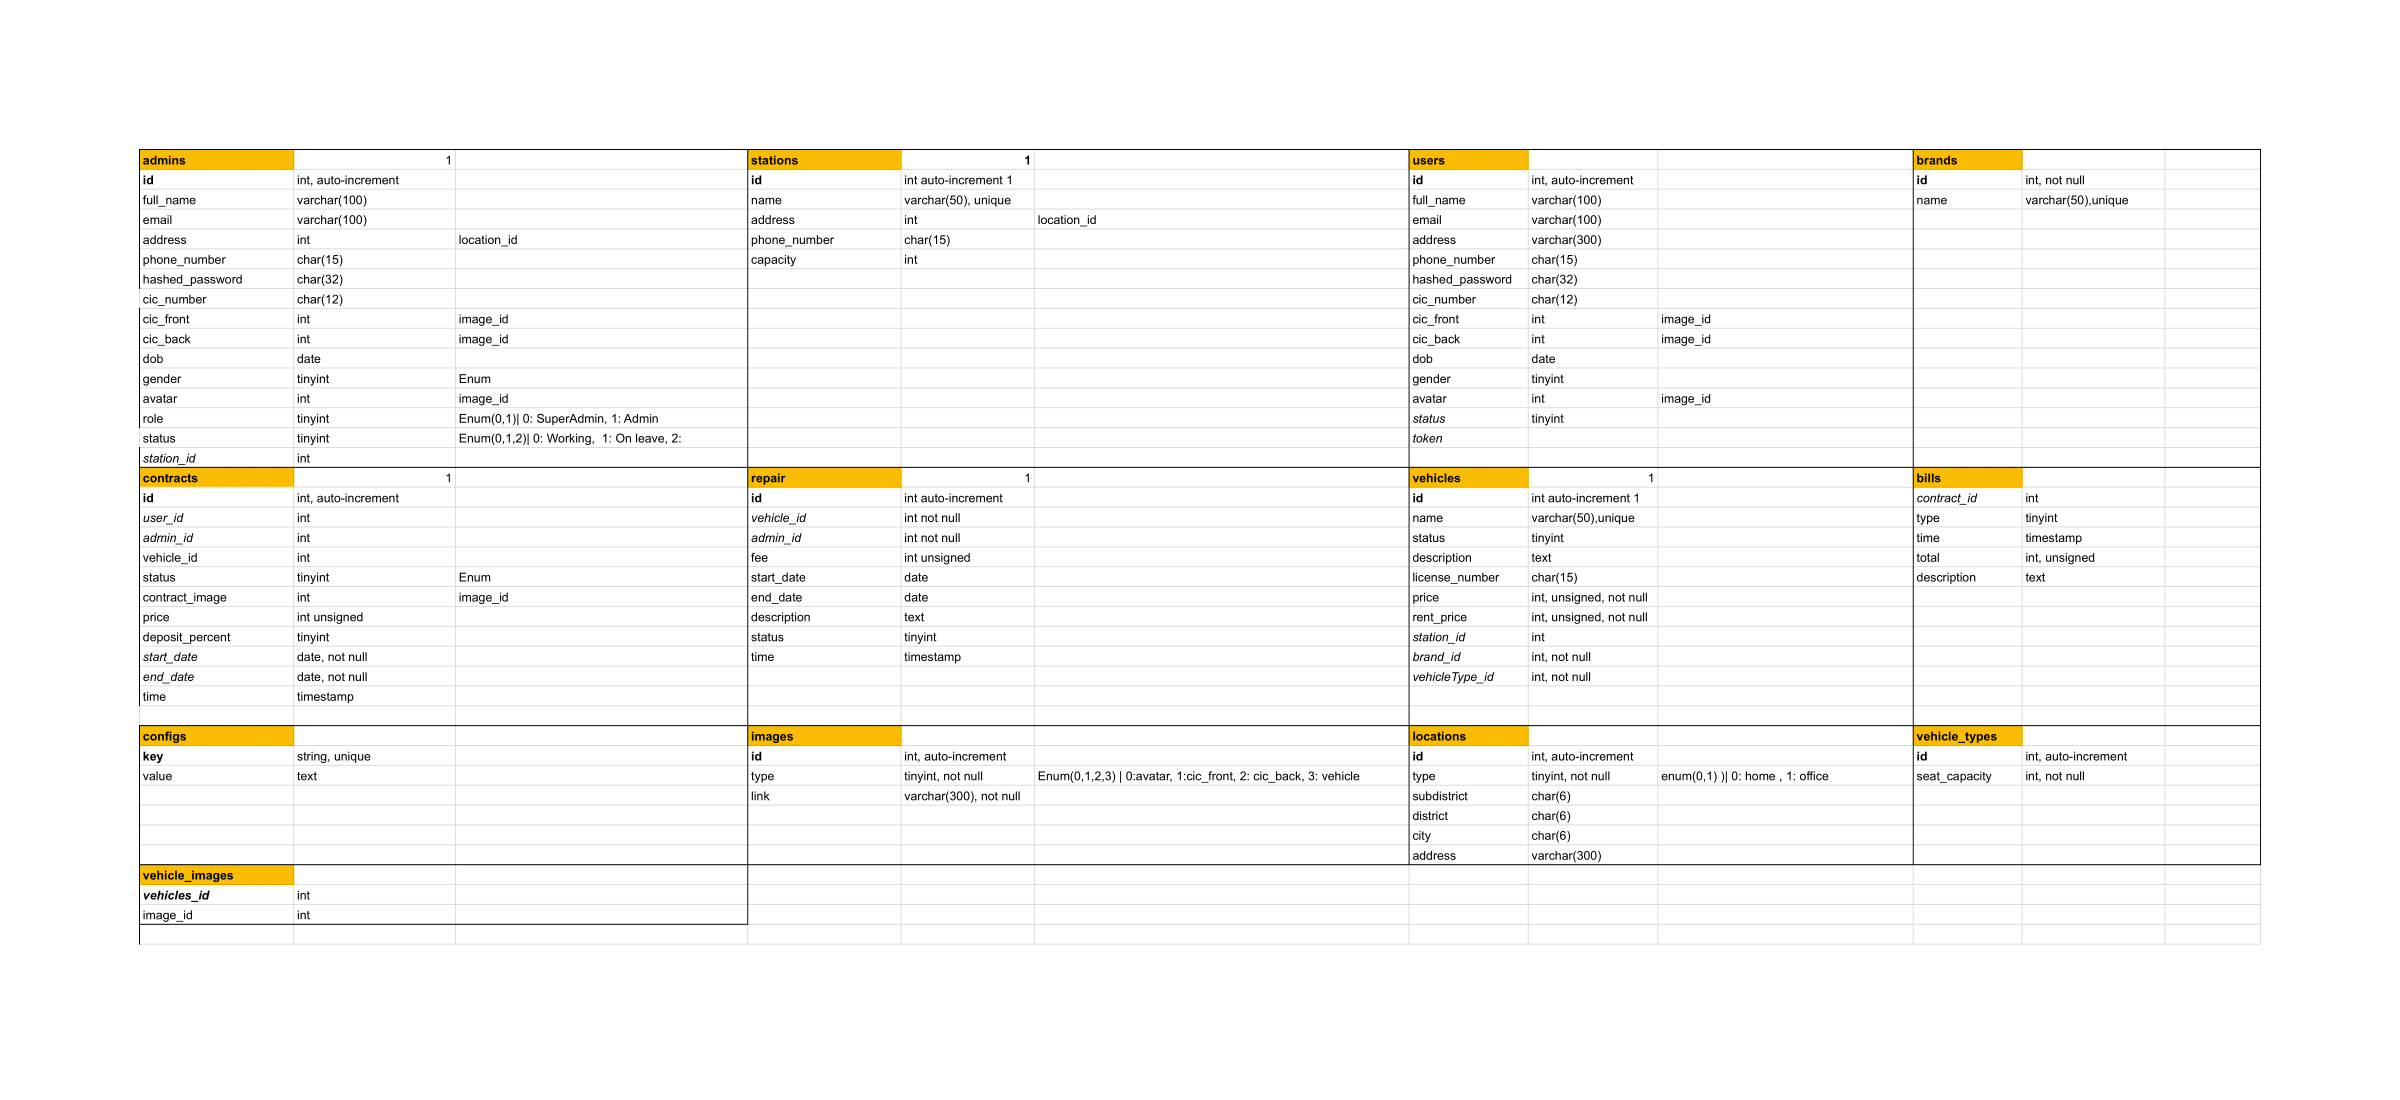 admins 1
id int, auto-increment
full_name varchar(100)
email varchar(100)
address int location_id
phone_number char(15)
hashed_password char(32)
cic_number char(12)
cic_front int image_id
cic_back int image_id
dob date
gender tinyint Enum
avatar int image_id
role tinyint Enum(0,1)| 0: SuperAdmin, 1: Admin
status tinyint Enum(0,1,2)| 0: Working, 1: On leave, 2:
station_id int
stations 1
id int auto-increment 1
name varchar(50), unique
address int location_id
phone_number char(15)
capacity int
users
id int, auto-increment
full_name varchar(100)
email varchar(100)
address varchar(300)
phone_number char(15)
hashed_password char(32)
cic_number char(12)
cic_front int image_id
cic_back int image_id
dob date
gender tinyint
avatar int image_id
status tinyint
token
brands
id int, not null
name varchar(50),unique
contracts 1
id int, auto-increment
user_id int
admin_id int
vehicle_id int
status tinyint Enum
contract_image int image_id
price int unsigned
deposit_percent tinyint
start_date date, not null
end_date date, not null
time timestamp
repair 1
id int auto-increment
vehicle_id int not null
admin_id int not null
fee int unsigned
start_date date
end_date date
description text
status tinyint
time timestamp
vehicles 1
id int auto-increment 1
name varchar(50),unique
status tinyint
description text
license_number char(15)
price int, unsigned, not null
rent_price int, unsigned, not null
station_id int
brand_id int, not null
vehicleType_id int, not null
bills
contract_id int
type tinyint
time timestamp
total int, unsigned
description text
configs
key string, unique
value text
images
id int, auto-increment
type tinyint, not null Enum(0,1,2,3) | 0:avatar, 1:cic_front, 2: cic_back, 3: vehicle
link varchar(300), not null
locations
id int, auto-increment
type tinyint, not null enum(0,1) )| 0: home , 1: office
subdistrict char(6)
district char(6)
city char(6)
address varchar(300)
vehicle_types
id int, auto-increment
seat_capacity int, not null
vehicle_images
vehicles_id int
image_id int